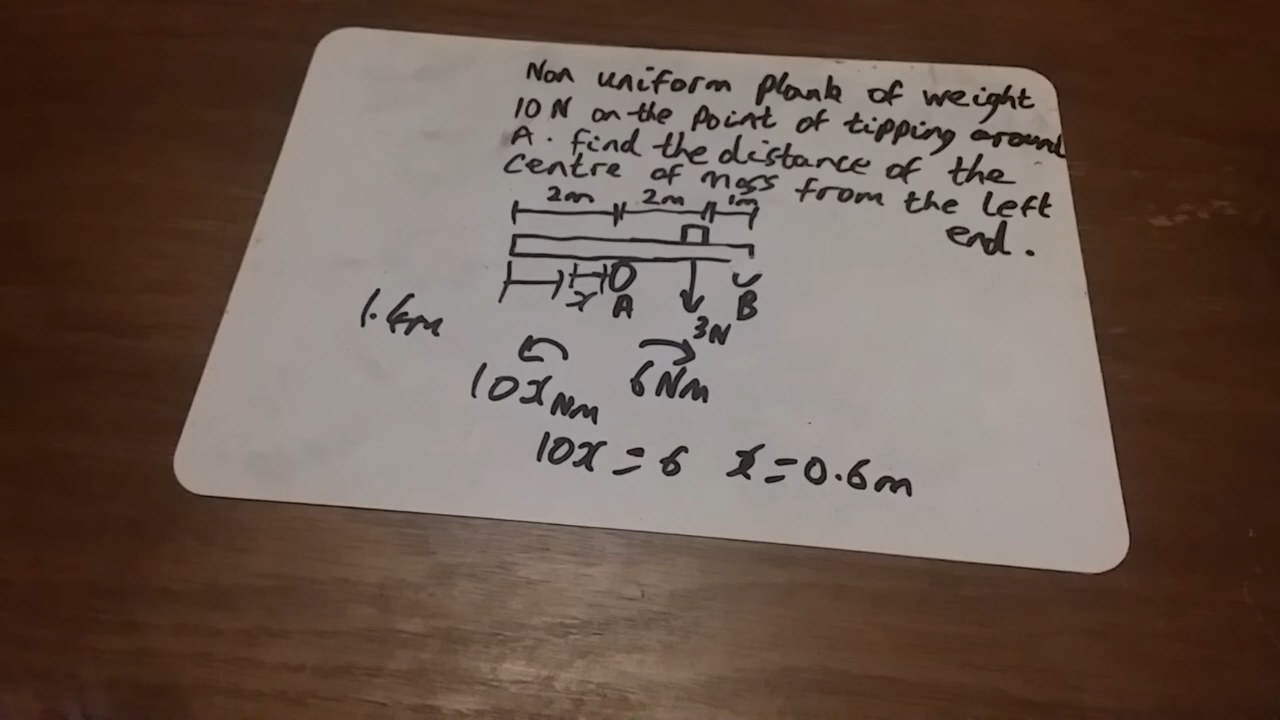 Non uniform plank of weight
10 N on the point of tipping around
A. find the distance of the
centre of mass from the left
end.
2m 2m 1m
x A B
1.4m
3N
10x Nm 6Nm
10x = 6 x = 0.6m